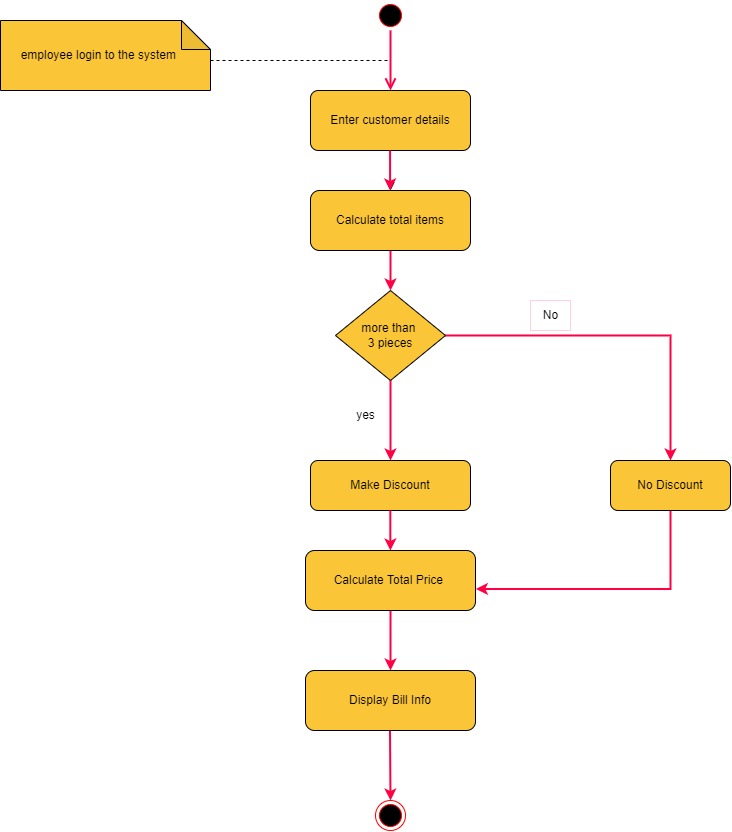 employee login to the system
Enter customer details
Calculate total items
more than
3 pieces
No
yes
Make Discount
No Discount
Calculate Total Price
Display Bill Info